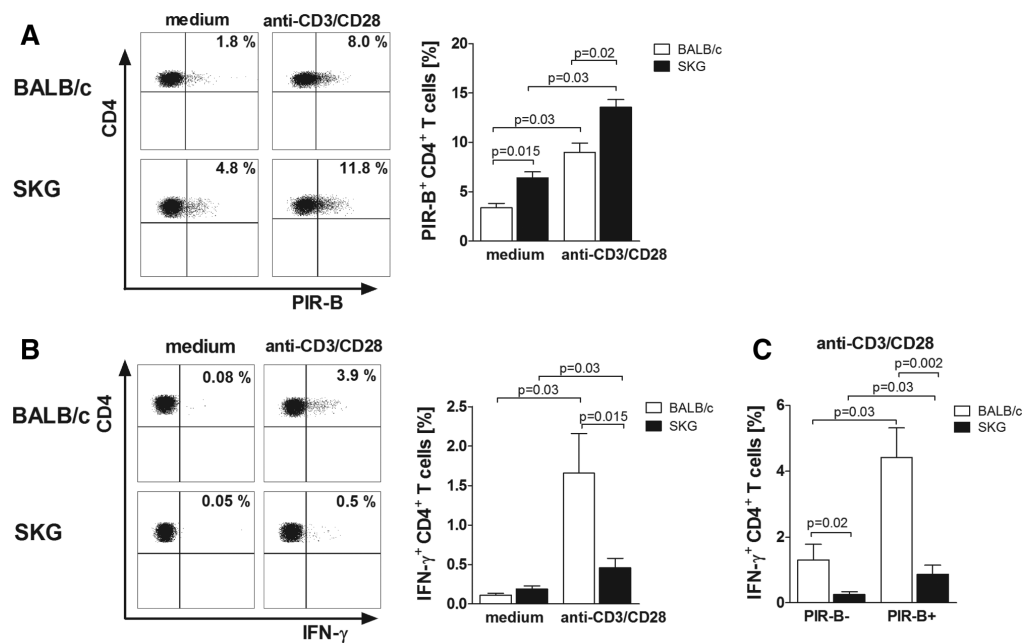 A
medium
anti-CD3/CD28
BALB/c
1.8 %
8.0 %
CD4
SKG
4.8 %
11.8 %
PIR-B
PIR-B+ CD4+ T cells [%]
20
15
10
5
0
BALB/c
SKG
p=0.02
p=0.03
p=0.03
p=0.015
medium
anti-CD3/CD28
B
medium
anti-CD3/CD28
BALB/c
0.08 %
3.9 %
CD4
SKG
0.05 %
0.5 %
IFN-γ
IFN-γ+ CD4+ T cells [%]
2.5
2.0
1.5
1.0
0.5
0.0
p=0.03
p=0.03
BALB/c
SKG
p=0.015
medium
anti-CD3/CD28
C
anti-CD3/CD28
IFN-γ+ CD4+ T cells [%]
6
4
2
0
p=0.002
p=0.03
p=0.03
BALB/c
SKG
p=0.02
PIR-B-
PIR-B+